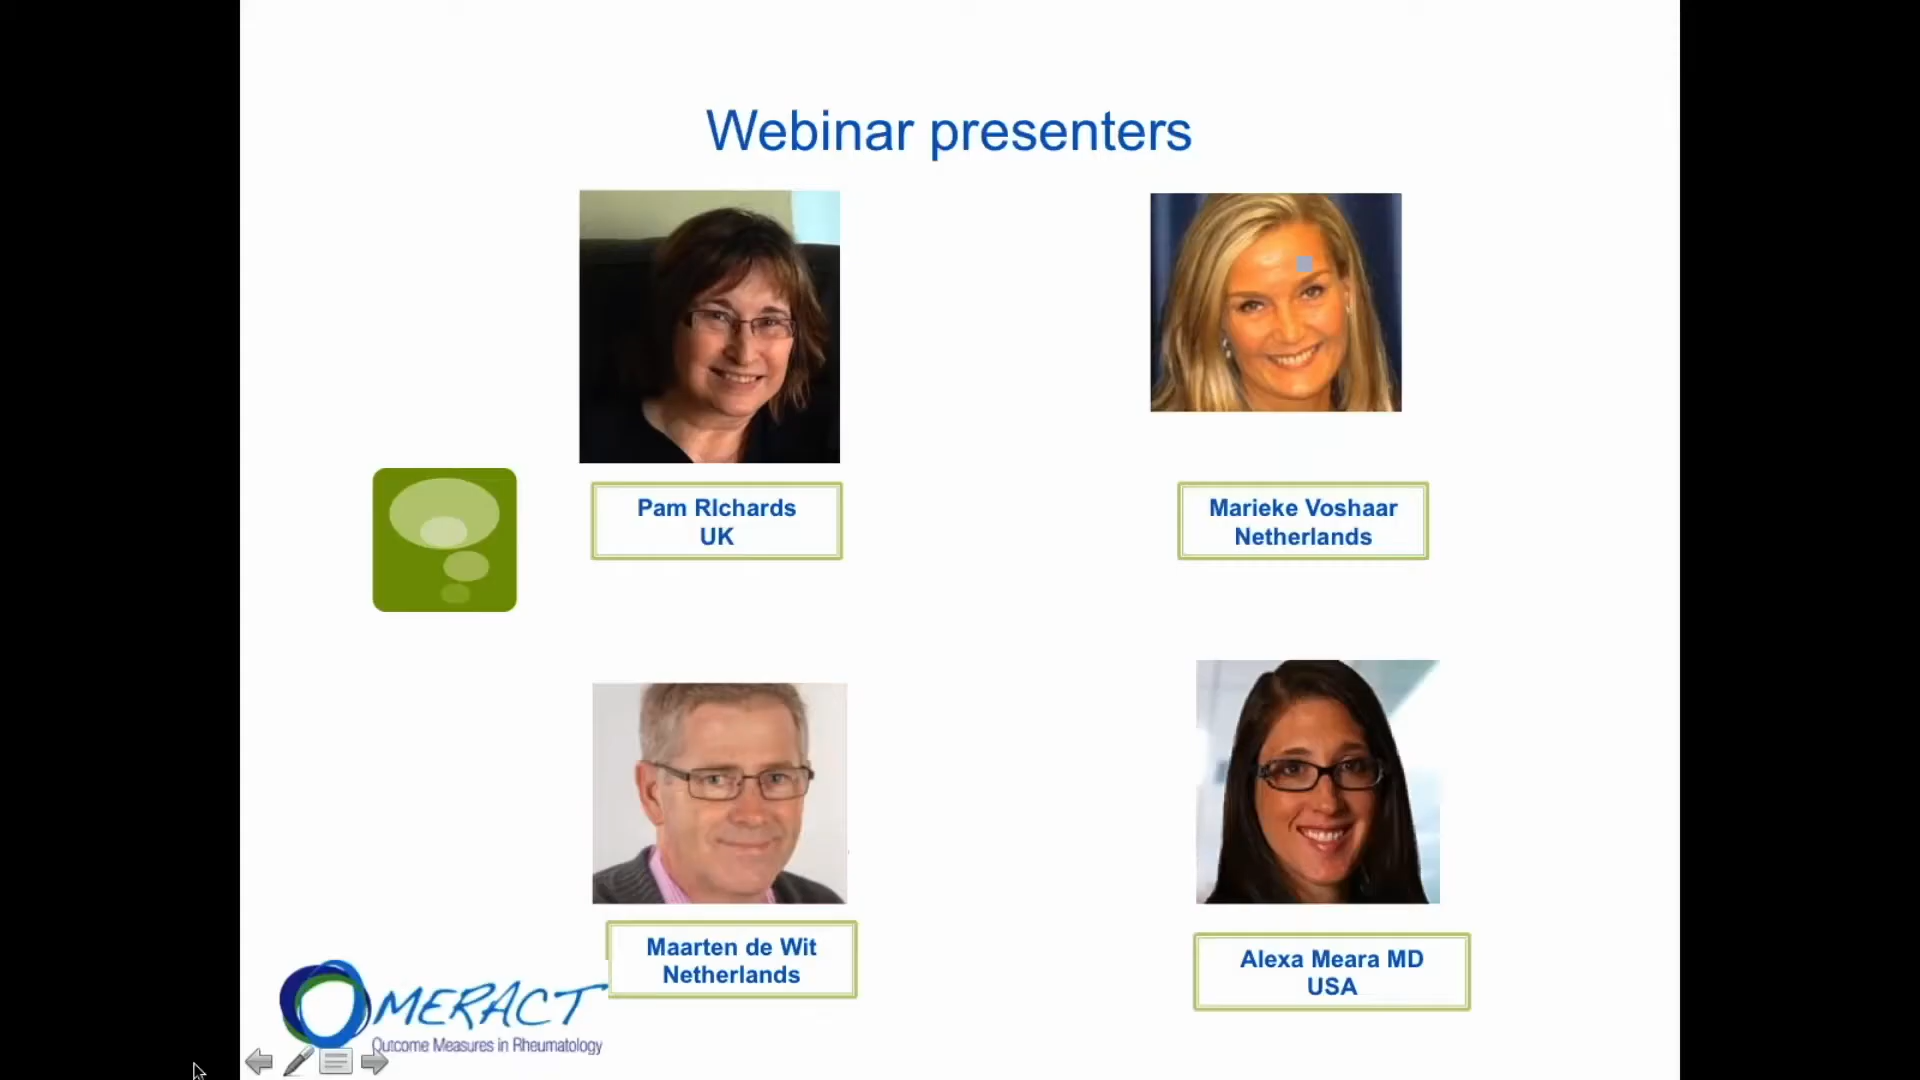 Webinar presenters
Pam RIchards
UK
Marieke Voshaar
Netherlands
Maarten de Wit
Netherlands
Alexa Meara MD
USA
OMERACT
Outcome Measures in Rheumatology